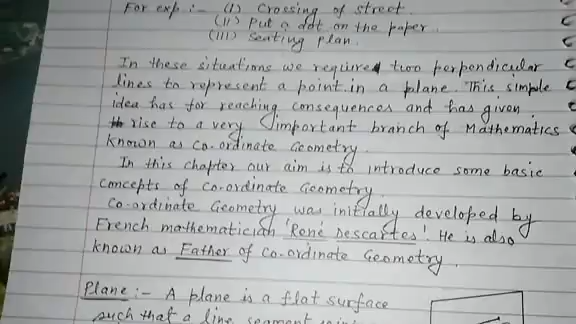 For exp :- (I) Crossing of street.
(II) Put a dot on the paper.
(III) Seating plan.
In these situations we require two perpendicular
lines to represent a point in a plane. This simple
idea has for reaching consequences and has given
rise to a very important branch of Mathematics
known as Co-ordinate Geometry.
In this chapter our aim is to introduce some basic
concepts of co-ordinate Geometry.
Co-ordinate Geometry was initially developed by
French mathematician 'René Descartes'. He is also
known as Father of co-ordinate Geometry.
Plane :- A plane is a flat surface
such that a line segment